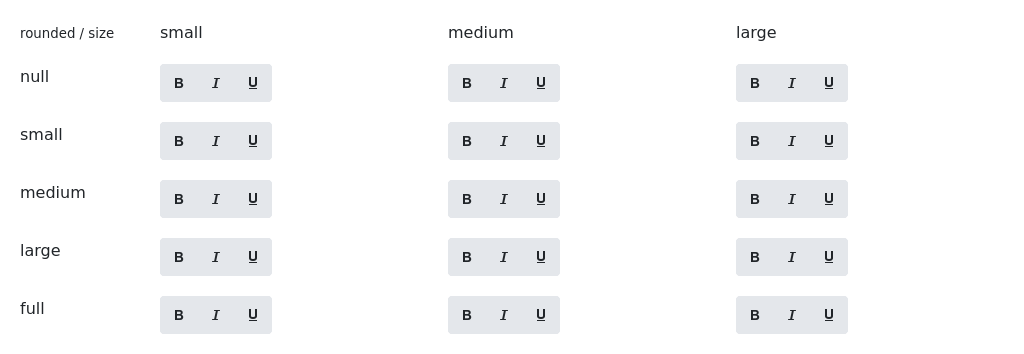 rounded / size small medium large
null B I U B I U B I U
small B I U B I U B I U
medium B I U B I U B I U
large B I U B I U B I U
full B I U B I U B I U